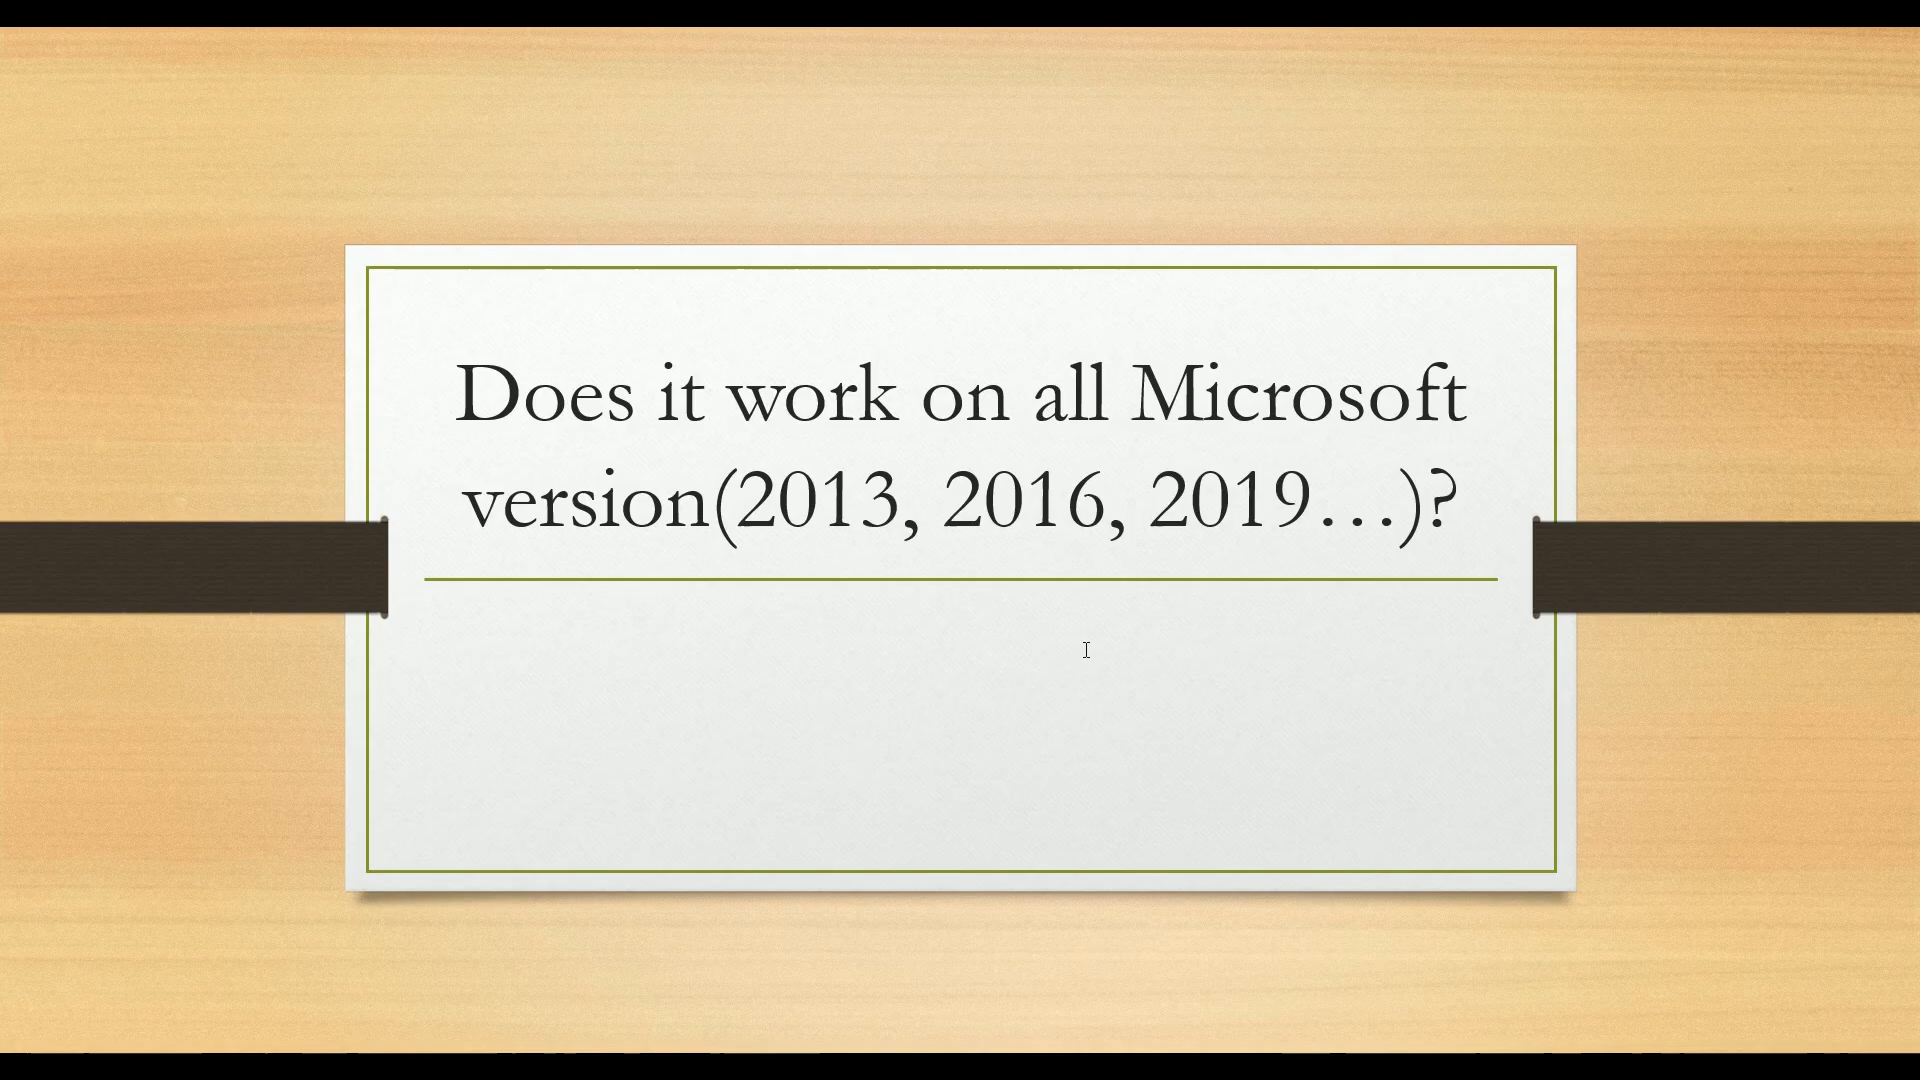 Does it work on all Microsoft
version(2013, 2016, 2019…)?